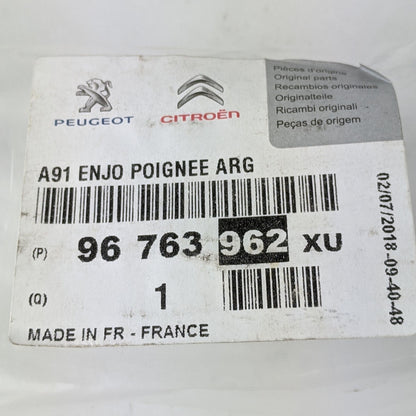 PEUGEOT
CITROËN
Pièces d'origine
Original parts
Recambios originales
Originalteile
Ricambi originali
Peças de origem
A91 ENJO POIGNEE ARG
(P) 96 763 962 XU
(Q) 1
MADE IN FR - FRANCE
02/07/2018-09-40-48